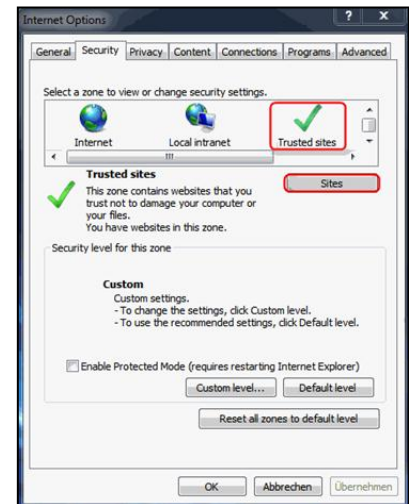 Internet Options
General Security Privacy Content Connections Programs Advanced
Select a zone to view or change security settings.
Internet Local intranet Trusted sites
Trusted sites
Sites
This zone contains websites that you
trust not to damage your computer or
your files.
You have websites in this zone.
Security level for this zone
Custom
Custom settings.
- To change the settings, click Custom level.
- To use the recommended settings, click Default level.
Enable Protected Mode (requires restarting Internet Explorer)
Custom level... Default level
Reset all zones to default level
OK Abbrechen Übernehmen